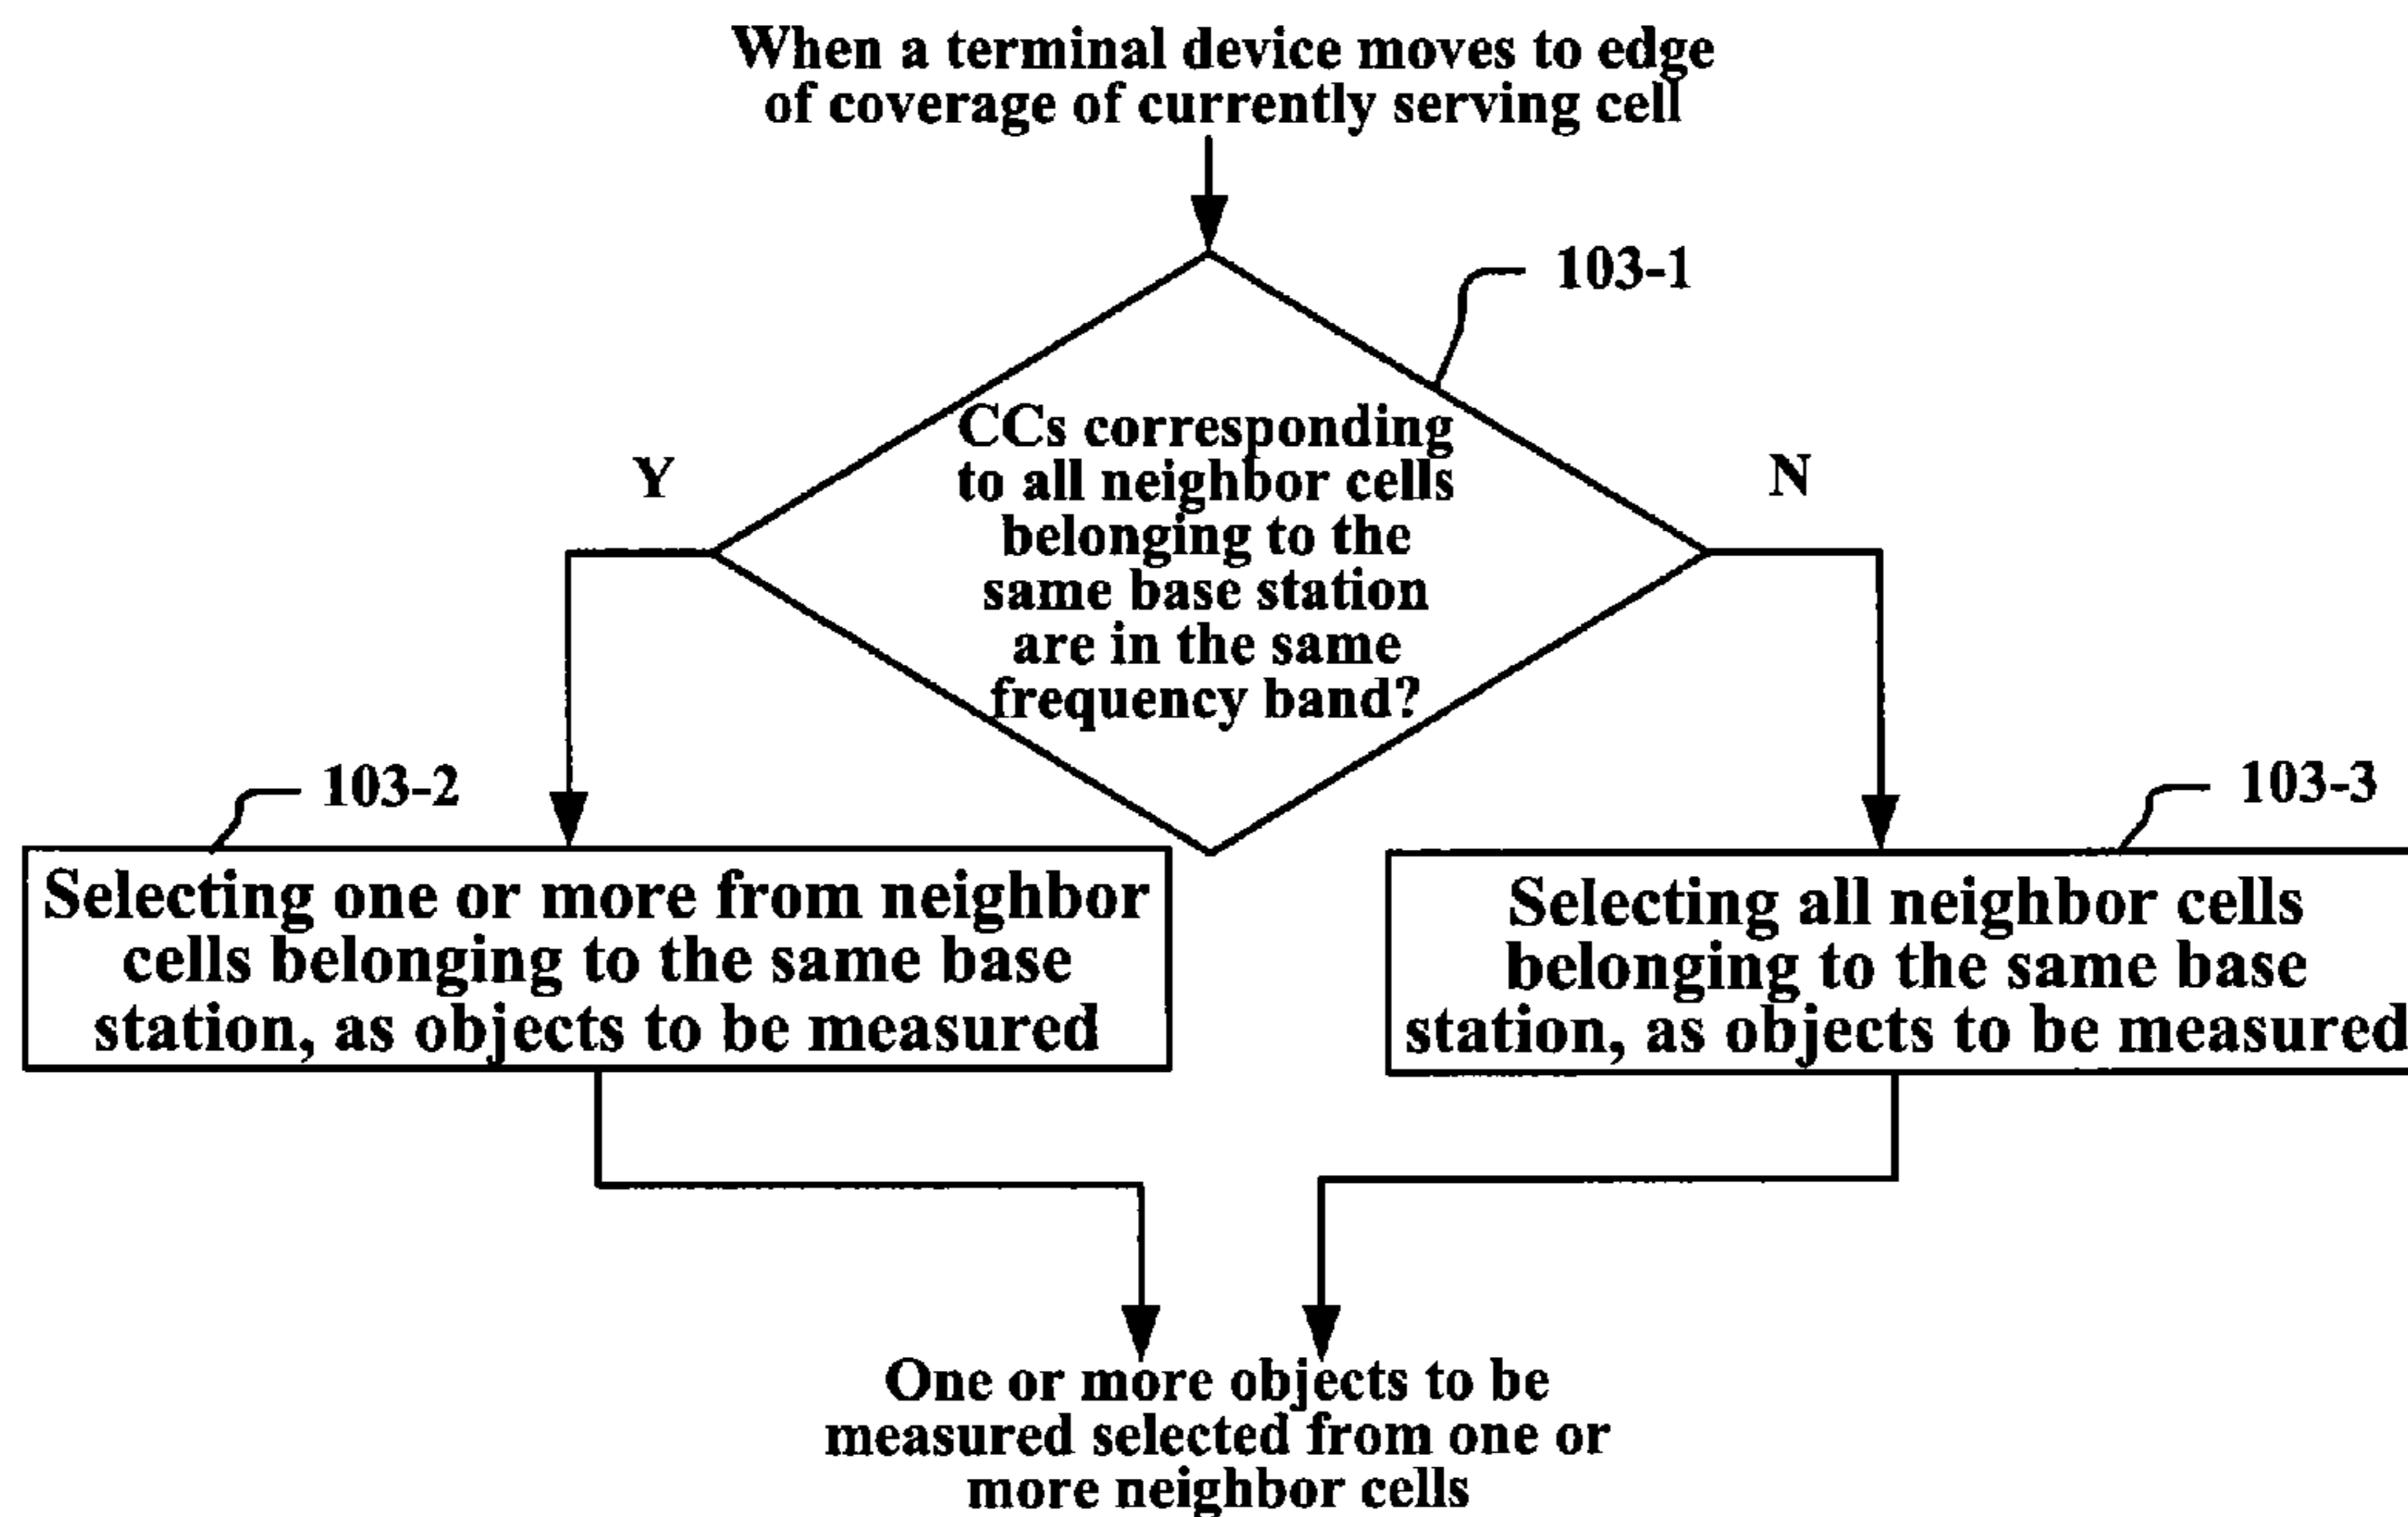 When a terminal device moves to edge
of coverage of currently serving cell
103-1
CCs corresponding
to all neighbor cells
belonging to the
same base station
are in the same
frequency band?
Y
N
103-2
103-3
Selecting one or more from neighbor
cells belonging to the same base
station, as objects to be measured
Selecting all neighbor cells
belonging to the same base
station, as objects to be measured
One or more objects to be
measured selected from one or
more neighbor cells